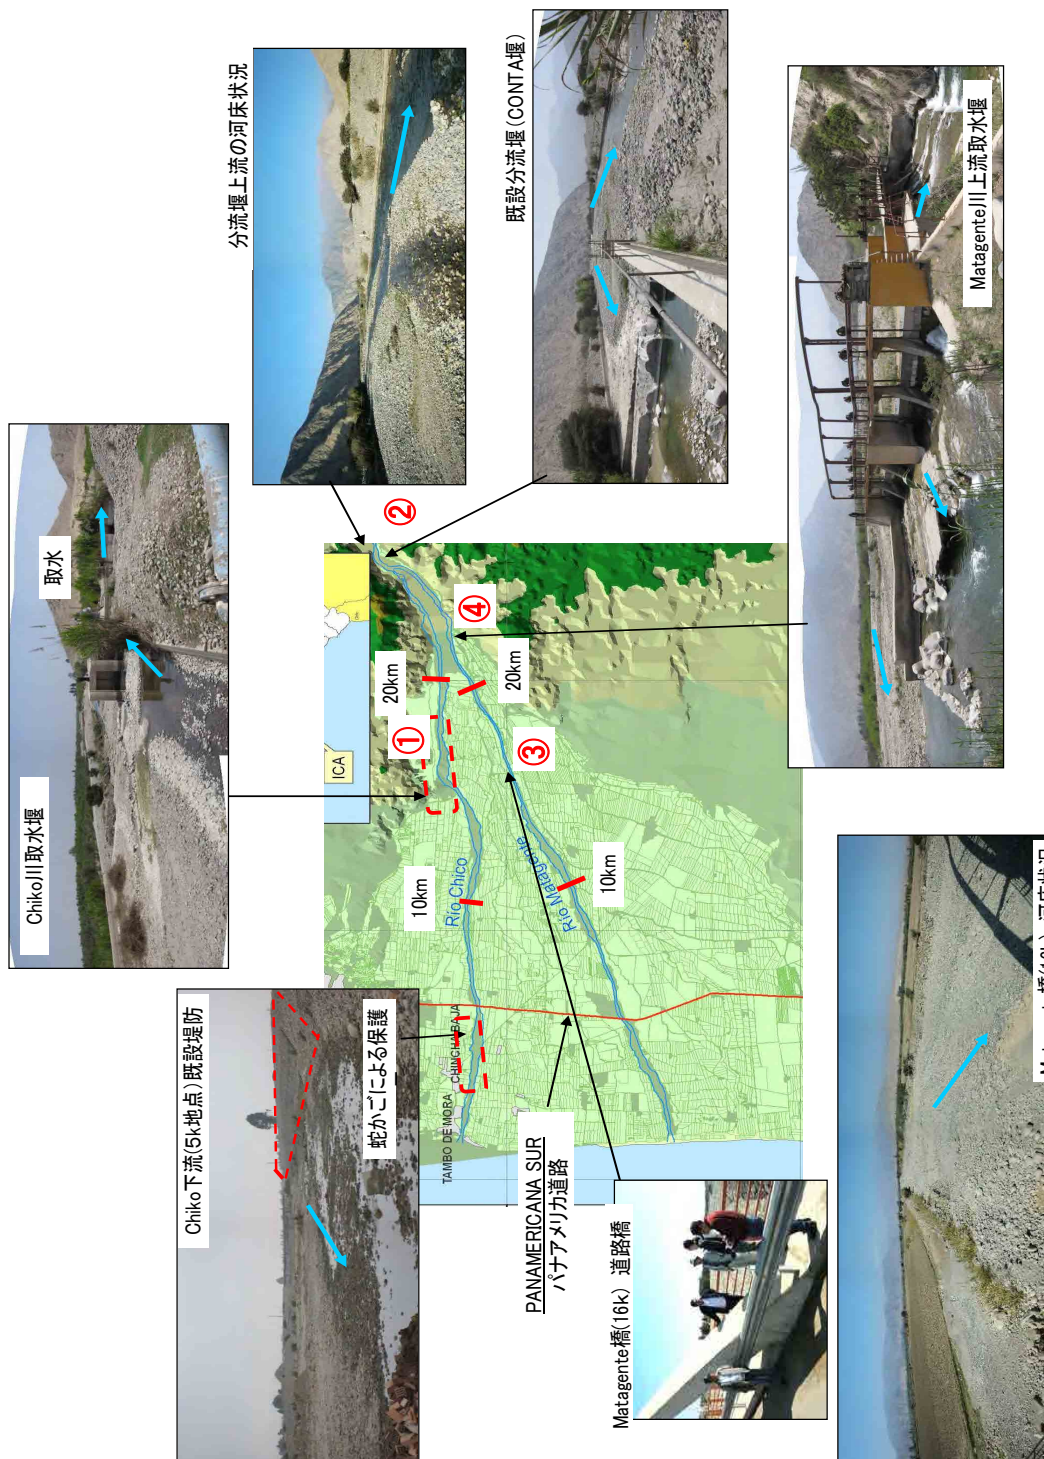 Chiko下流(5k地点)既設堤防
蛇かごによる保護
Chiko川取水堰
取水
分流堰上流の河床状況
既設分流堰(CONTA堰)
②
ICA
20km
①
④
20km
10km
Río Chico
③
Río Matagente
10km
TAMBO DE MORA
CHINCHA BAJA
PANAMERICANA SUR
パナアメリカ道路
Matagente橋(16k) 道路橋
Matagente川上流取水堰